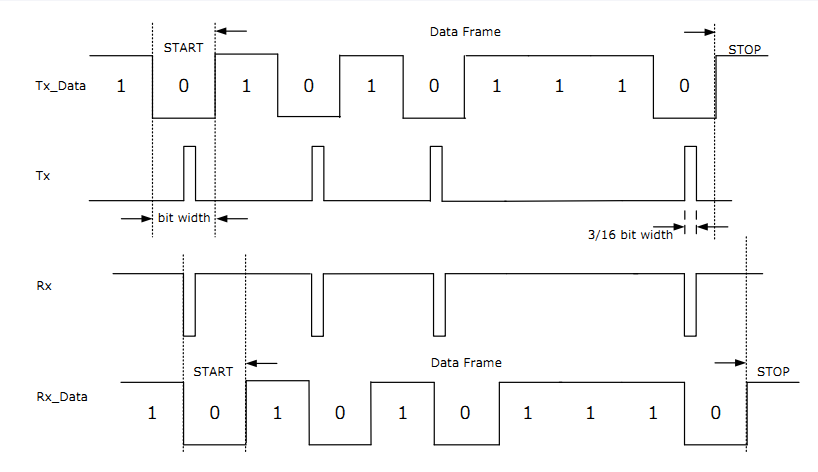 START Data Frame STOP
Tx_Data 1 0 1 0 1 0 1 1 1 0
Tx
bit width
3/16 bit width
Rx
START Data Frame STOP
Rx_Data 1 0 1 0 1 0 1 1 1 0